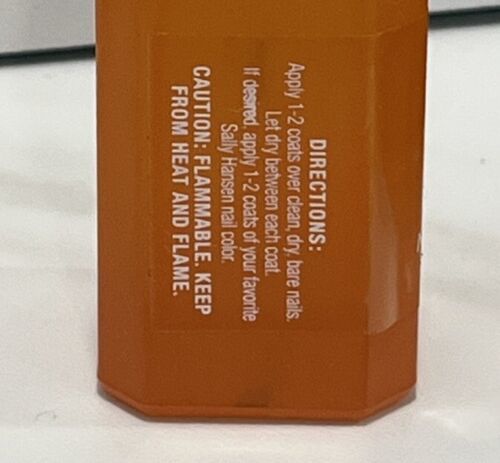 DIRECTIONS:
Apply 1-2 coats over clean, dry, bare nails.
Let dry between each coat.
If desired, apply 1-2 coats of your favorite
Sally Hansen nail color.
CAUTION: FLAMMABLE. KEEP
FROM HEAT AND FLAME.